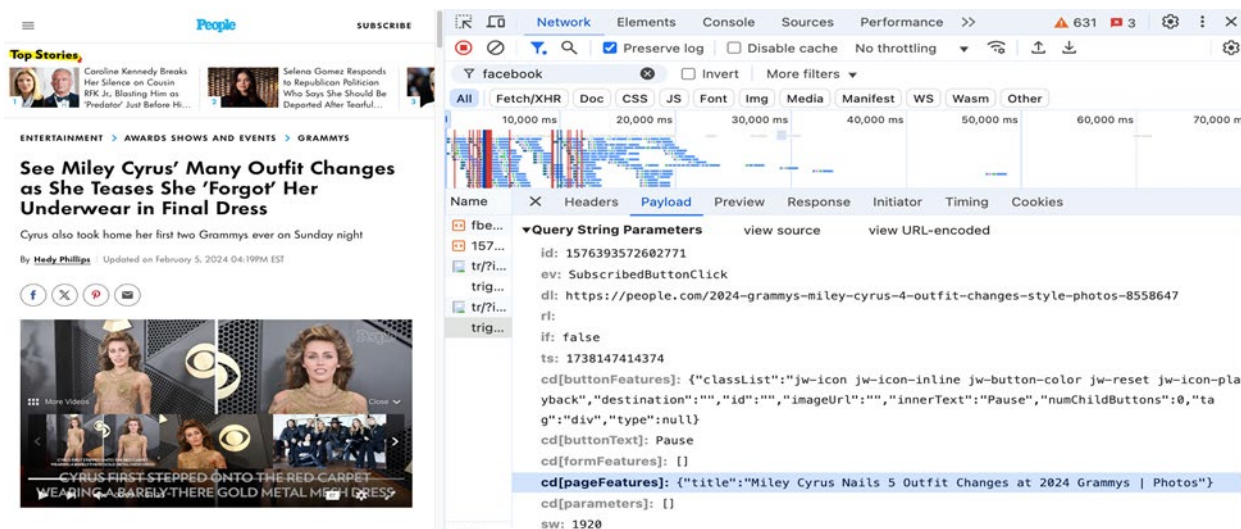 People
SUBSCRIBE
Top Stories
1
Caroline Kennedy Breaks
Her Silence on Cousin
RFK Jr., Blasting Him as
'Predator' Just Before Hi...
2
Selena Gomez Responds
to Republican Politician
Who Says She Should Be
Deported After Tearful...
3
ENTERTAINMENT > AWARDS SHOWS AND EVENTS > GRAMMYS
See Miley Cyrus' Many Outfit Changes
as She Teases She 'Forgot' Her
Underwear in Final Dress
Cyrus also took home her first two Grammys ever on Sunday night
By Hedy Phillips | Updated on February 5, 2024 04:19PM EST
People
More Videos
Close
CYRUS FIRST STEPPED ONTO THE RED CARPET
WEARING A BARELY-THERE GOLD METAL MESH DRESS
Network Elements Console Sources Performance >> 631 3
Preserve log Disable cache No throttling
facebook Invert More filters
All Fetch/XHR Doc CSS JS Font Img Media Manifest WS Wasm Other
10,000 ms 20,000 ms 30,000 ms 40,000 ms 50,000 ms 60,000 ms 70,000 m
Name Headers Payload Preview Response Initiator Timing Cookies
fbe...
157...
tr/?i...
trig...
tr/?i...
trig...
Query String Parameters view source view URL-encoded
id: 1576393572602771
ev: SubscribedButtonClick
dl: https://people.com/2024-grammys-miley-cyrus-4-outfit-changes-style-photos-8558647
rl:
if: false
ts: 1738147414374
cd[buttonFeatures]: {"classList":"jw-icon jw-icon-inline jw-button-color jw-reset jw-icon-pla
yback","destination":"","id":"","imageUrl":"","innerText":"Pause","numChildButtons":0,"ta
g":"div","type":null}
cd[buttonText]: Pause
cd[formFeatures]: []
cd[pageFeatures]: {"title":"Miley Cyrus Nails 5 Outfit Changes at 2024 Grammys | Photos"}
cd[parameters]: []
sw: 1920